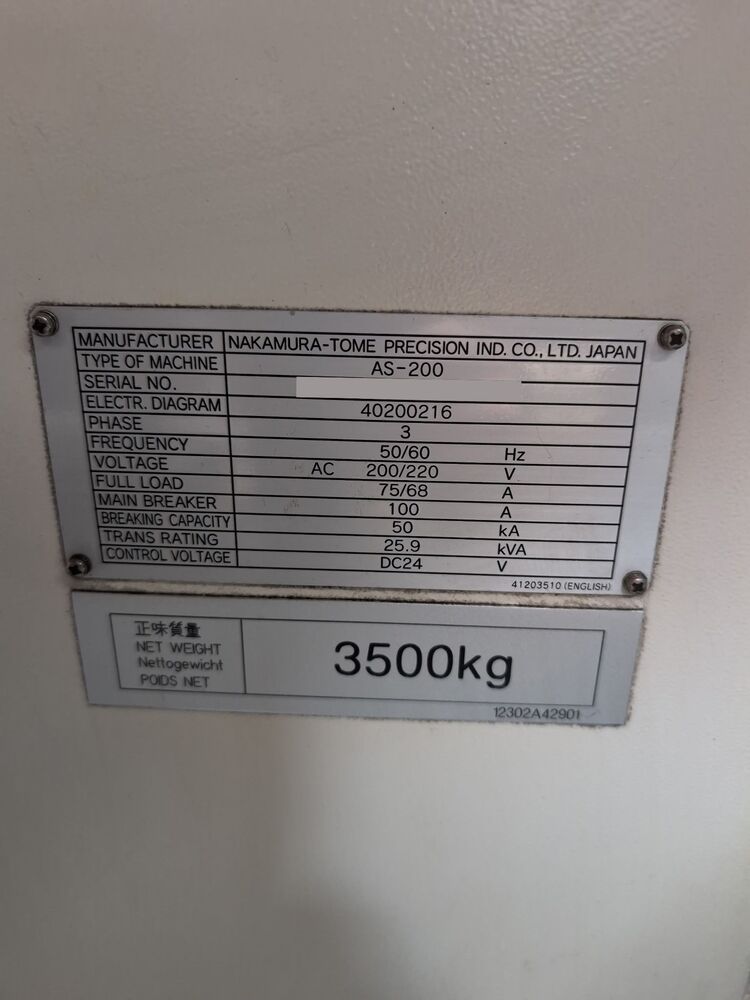 MANUFACTURER NAKAMURA-TOME PRECISION IND. CO., LTD. JAPAN
TYPE OF MACHINE AS-200
SERIAL NO.
ELECTR. DIAGRAM 40200216
PHASE 3
FREQUENCY 50/60 Hz
VOLTAGE AC 200/220 V
FULL LOAD 75/68 A
MAIN BREAKER 100 A
BREAKING CAPACITY 50 kA
TRANS RATING 25.9 kVA
CONTROL VOLTAGE DC24 V
41203510 (ENGLISH)
正味質量
NET WEIGHT
Nettogewicht
POIDS NET
3500kg
12302A42901